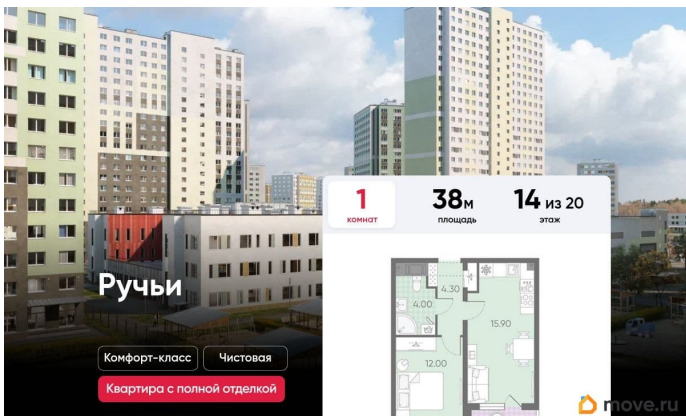 1
комнат
38м
площадь
14 из 20
этаж
4.30
4.00
15.90
12.00
Ручьи
Комфорт-класс
Чистовая
Квартира с полной отделкой
move.ru